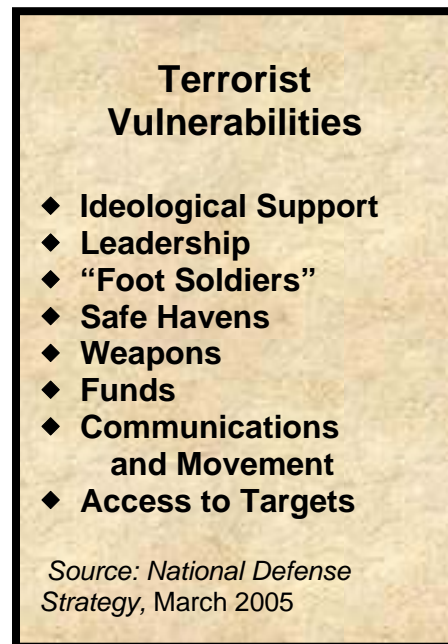 Terrorist
Vulnerabilities
◆ Ideological Support
◆ Leadership
◆ “Foot Soldiers”
◆ Safe Havens
◆ Weapons
◆ Funds
◆ Communications
and Movement
◆ Access to Targets
Source: National Defense
Strategy, March 2005